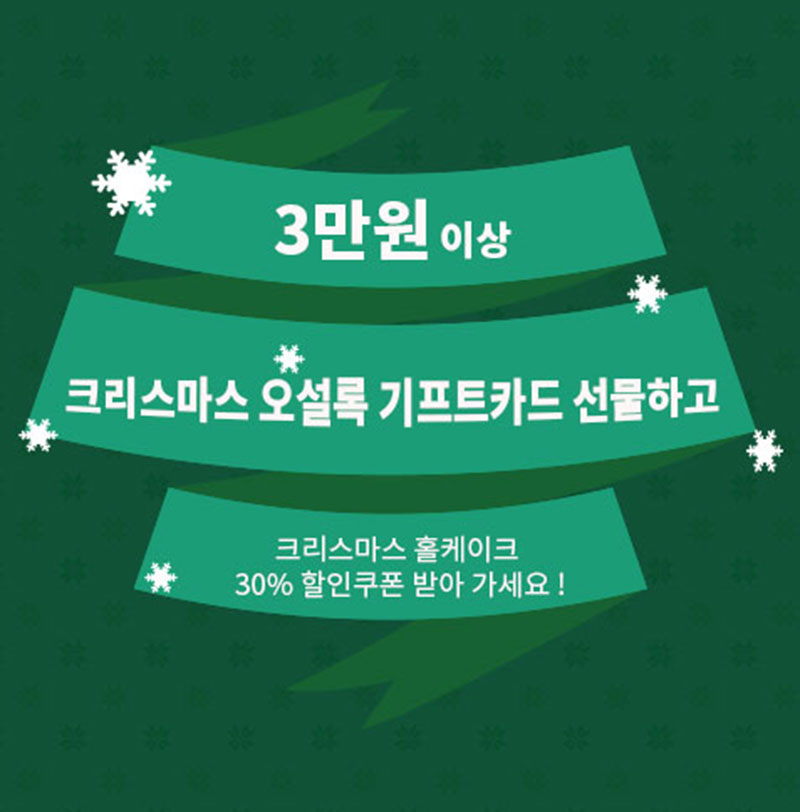 3만원 이상
크리스마스 오설록 기프트카드 선물하고
크리스마스 홀케이크
30% 할인쿠폰 받아 가세요 !